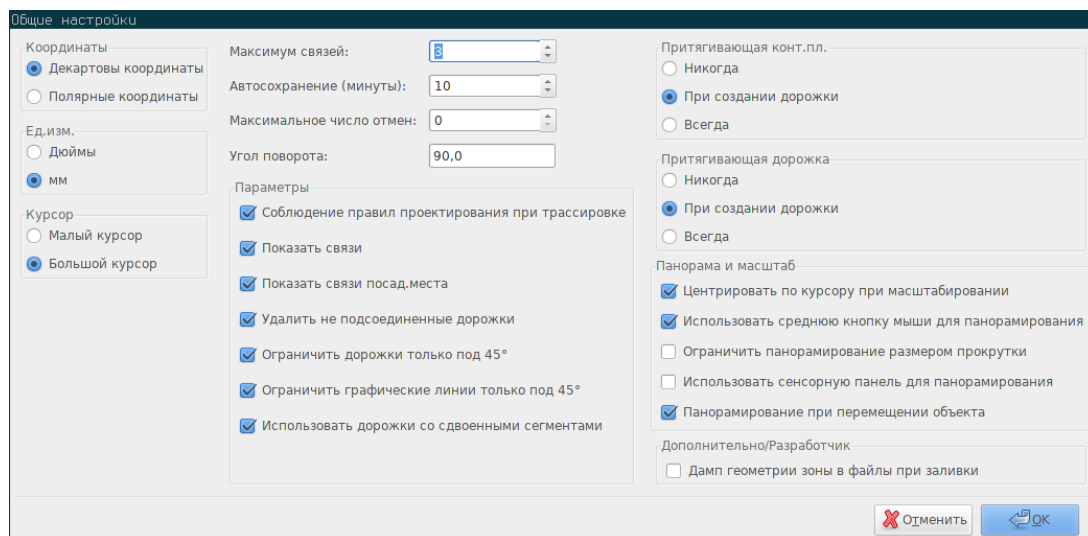 Общие настройки
Координаты
Декартовы координаты
Полярные координаты
Ед.изм.
Дюймы
мм
Курсор
Малый курсор
Большой курсор
Максимум связей: 3
Автосохранение (минуты): 10
Максимальное число отмен: 0
Угол поворота: 90,0
Параметры
Соблюдение правил проектирования при трассировке
Показать связи
Показать связи посад.места
Удалить не подсоединенные дорожки
Ограничить дорожки только под 45°
Ограничить графические линии только под 45°
Использовать дорожки со сдвоенными сегментами
Притягивающая конт.пл.
Никогда
При создании дорожки
Всегда
Притягивающая дорожка
Никогда
При создании дорожки
Всегда
Панорама и масштаб
Центрировать по курсору при масштабировании
Использовать среднюю кнопку мыши для панорамирования
Ограничить панорамирование размером прокрутки
Использовать сенсорную панель для панорамирования
Панорамирование при перемещении объекта
Дополнительно/Разработчик
Дамп геометрии зоны в файлы при заливки
Отменить
OK